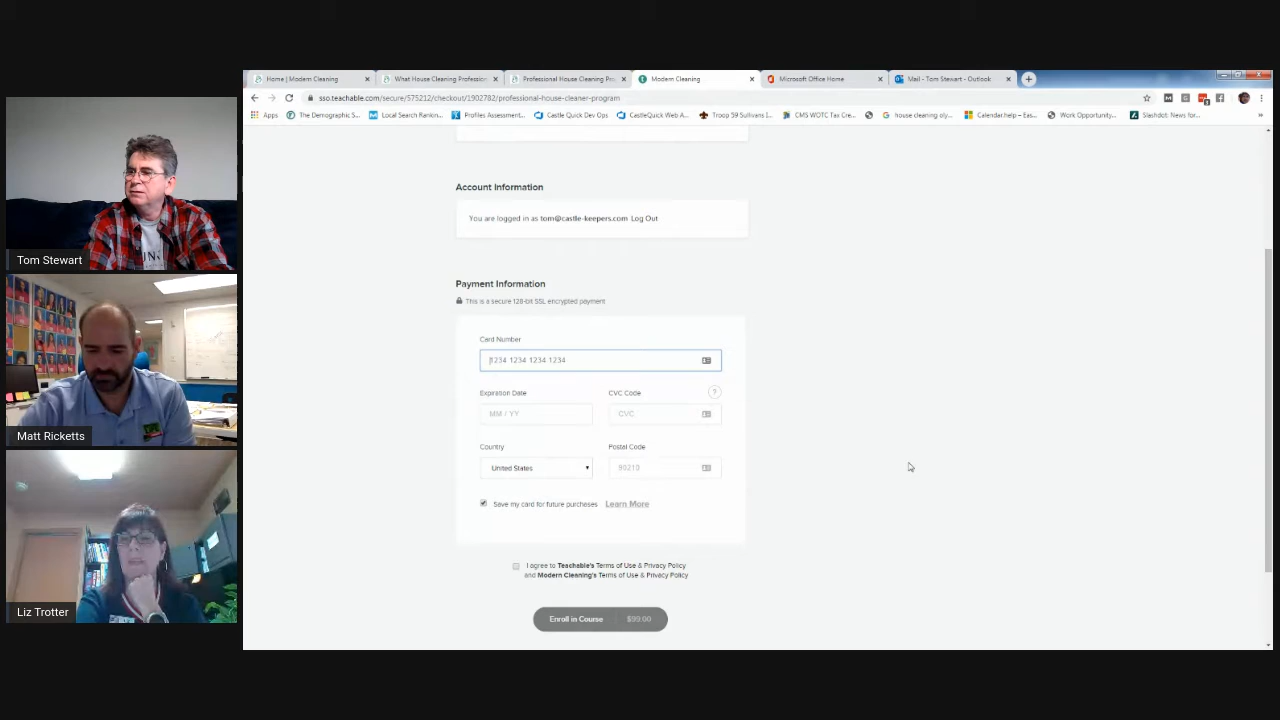 Home | Modern Cleaning
What House Cleaning Profession
Professional House Cleaning Pro
Modern Cleaning
Microsoft Office Home
Mail - Tom Stewart - Outlook
sso.teachable.com/secure/575212/checkout/1902782/professional-house-cleaner-program
Apps
The Demographic S...
Local Search Rankin...
Profiles Assessment...
Castle Quick Dev Ops
CastleQuick Web A...
Troop 59 Sullivans I...
CMS WOTC Tax Cre...
house cleaning oly...
Calendar.help – Eas...
Work Opportunity...
Slashdot: News for...
Account Information
You are logged in as tom@castle-keepers.com Log Out
Payment Information
This is a secure 128-bit SSL encrypted payment
Card Number
1234 1234 1234 1234
Expiration Date
CVC Code
?
MM / YY
CVC
Country
Postal Code
United States
90210
Save my card for future purchases Learn More
I agree to Teachable's Terms of Use & Privacy Policy
and Modern Cleaning's Terms of Use & Privacy Policy
Enroll in Course $99.00
Tom Stewart
Matt Ricketts
Liz Trotter